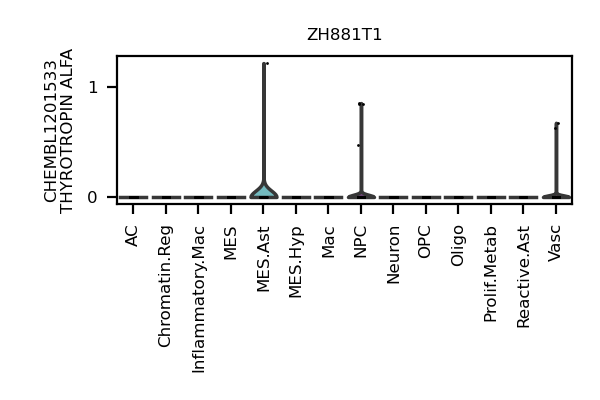 ZH881T1
CHEMBL1201533
THYROTROPIN ALFA
1
0
AC
Chromatin.Reg
Inflammatory.Mac
MES
MES.Ast
MES.Hyp
Mac
NPC
Neuron
OPC
Oligo
Prolif.Metab
Reactive.Ast
Vasc